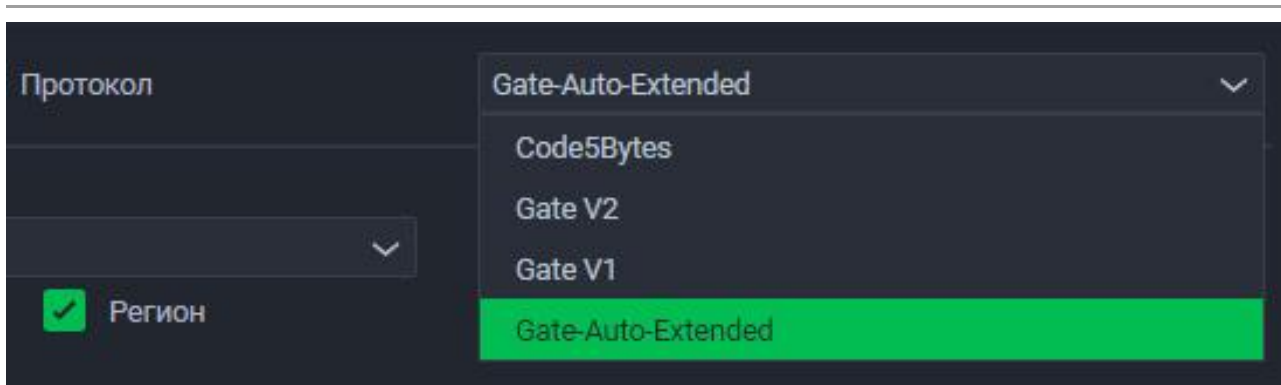 Протокол
Gate-Auto-Extended
Code5Bytes
Gate V2
Gate V1
Gate-Auto-Extended
Регион